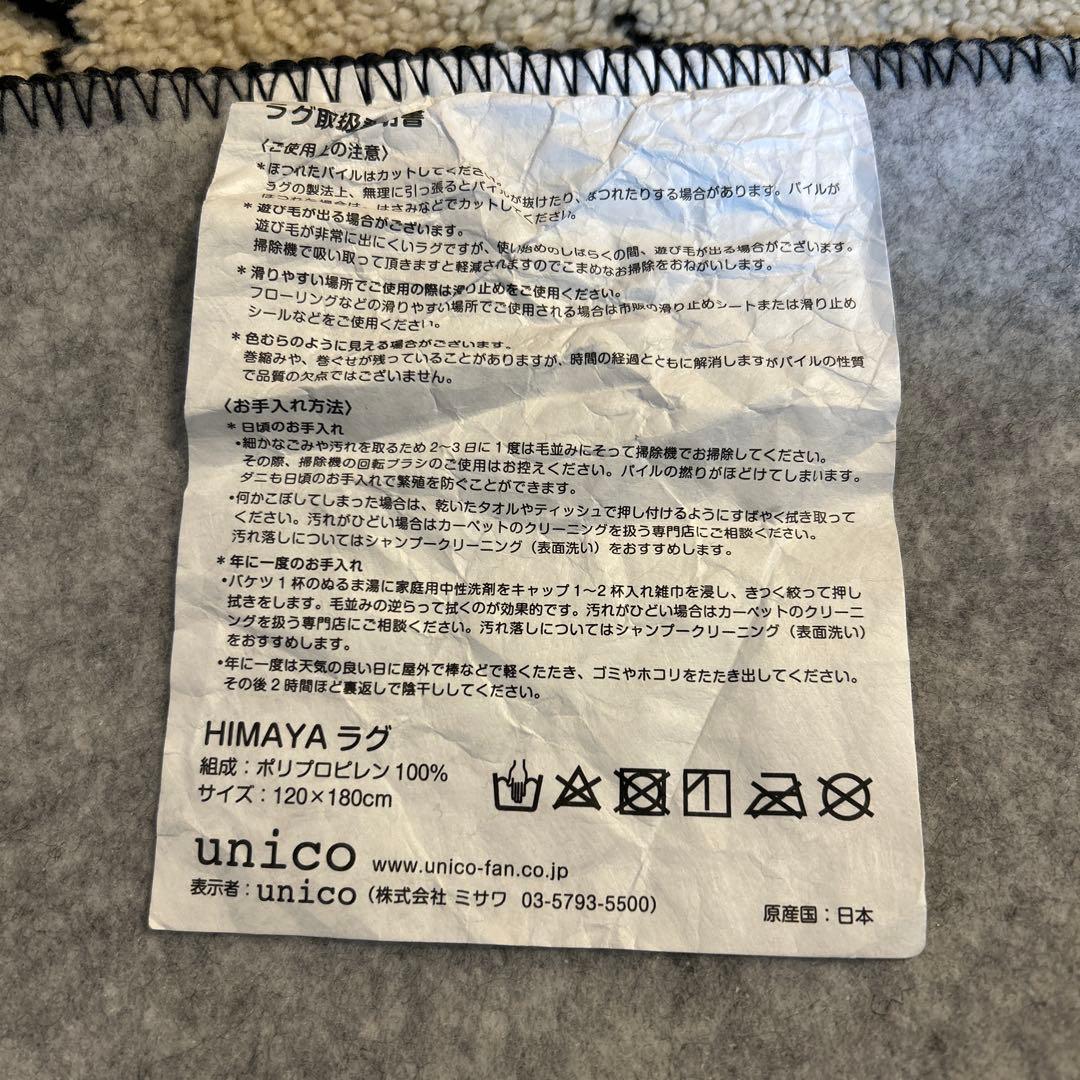 ラグ取扱説明書
〈ご使用上の注意〉
*ほつれたパイルはカットしてください。
ラグの製法上、無理に引っ張るとパイルが抜けたり、ほつれたりする場合があります。パイルが
ほつれた場合は、はさみなどでカットしてください。
*遊び毛が出る場合がございます。
遊び毛が非常に出にくいラグですが、使い始めのしばらくの間、遊び毛が出る場合がございます。
掃除機で吸い取って頂きますと軽減されますのでこまめなお掃除をおねがいします。
*滑りやすい場所でご使用の際は滑り止めをご使用ください。
フローリングなどの滑りやすい場所でご使用される場合は市販の滑り止めシートまたは滑り止め
シールなどをご使用ください。
*色むらのように見える場合がございます。
巻縮みや、巻ぐせが残っていることがありますが、時間の経過とともに解消しますがパイルの性質
で品質の欠点ではございません。
〈お手入れ方法〉
*日頃のお手入れ
・細かなごみや汚れを取るため2~3日に1度は毛並みにそって掃除機でお掃除してください。
その際、掃除機の回転ブラシのご使用はお控えください。パイルの撚りがほどけてしまいます。
ダニも日頃のお手入れで繁殖を防ぐことができます。
・何かこぼしてしまった場合は、乾いたタオルやティッシュで押し付けるようにすばやく拭き取って
ください。汚れがひどい場合はカーペットのクリーニングを扱う専門店にご相談ください。
汚れ落しについてはシャンプークリーニング（表面洗い）をおすすめします。
*年に一度のお手入れ
・バケツ1杯のぬるま湯に家庭用中性洗剤をキャップ1~2杯入れ雑巾を浸し、きつく絞って押し
拭きをします。毛並みの逆らって拭くのが効果的です。汚れがひどい場合はカーペットのクリーニ
ングを扱う専門店にご相談ください。汚れ落しについてはシャンプークリーニング（表面洗い）
をおすすめします。
・年に一度は天気の良い日に屋外で棒などで軽くたたき、ゴミやホコリをたたき出してください。
その後2時間ほど裏返しで陰干ししてください。
HIMAYA ラグ
組成：ポリプロピレン100%
サイズ：120×180cm
unico www.unico-fan.co.jp
表示者：unico（株式会社 ミサワ 03-5793-5500）
原産国：日本